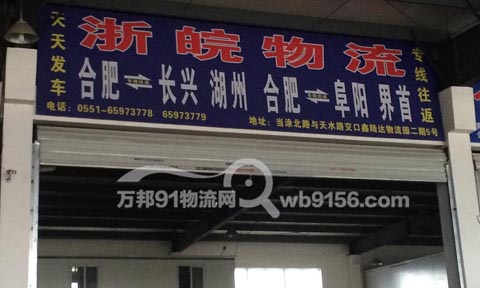 浙皖物流
天天发车
专线往返
合肥 长兴 湖州 合肥 阜阳 界首
电话：0551-65973778 65973779
地址：当涂北路与天水路交口鑫隆达物流园二期5号
万邦91物流网 wb9156.com